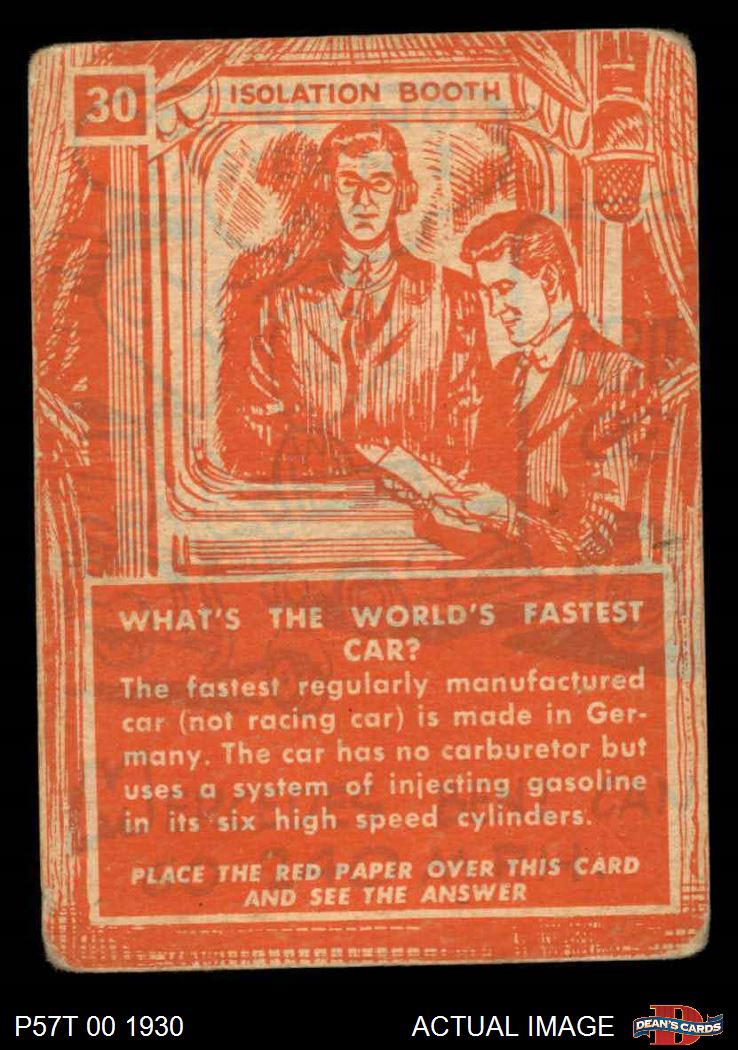 30
ISOLATION BOOTH
WHAT'S THE WORLD'S FASTEST
CAR?
The fastest regularly manufactured
car (not racing car) is made in Ger-
many. The car has no carburetor but
uses a system of injecting gasoline
in its six high speed cylinders.
PLACE THE RED PAPER OVER THIS CARD
AND SEE THE ANSWER
P57T 00 1930
ACTUAL IMAGE
DEAN'S CARDS